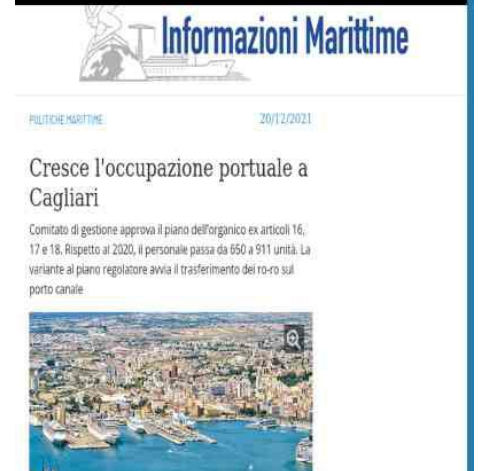 Informazioni Marittime
POLITICHE MARITTIME 20/12/2021
Cresce l'occupazione portuale a
Cagliari
Comitato di gestione approva il piano dell'organico ex articoli 16,
17 e 18. Rispetto al 2020, il personale passa da 650 a 911 unità. La
variante al piano regolatore avvia il trasferimento dei ro-ro sul
porto canale